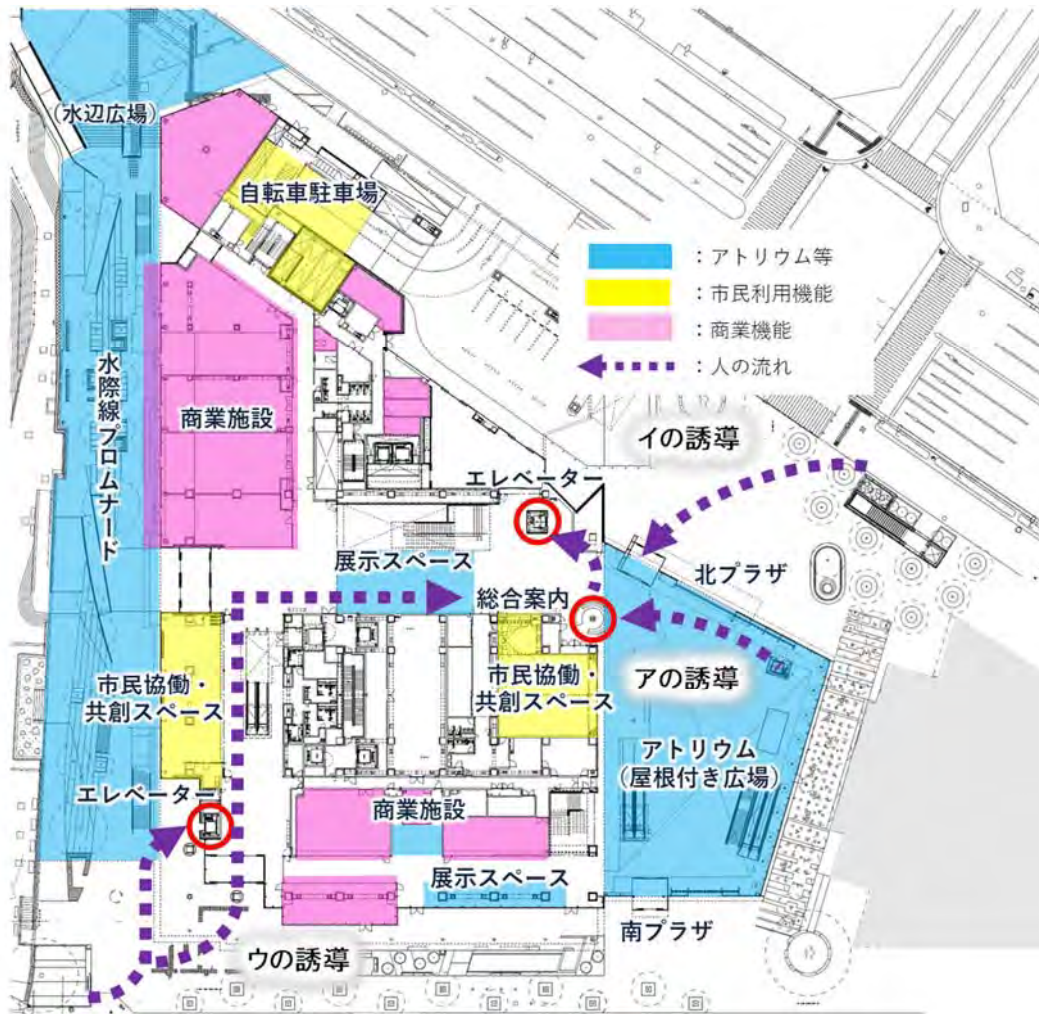 (水辺広場)
自転車駐車場
：アトリウム等
：市民利用機能
：商業機能
：人の流れ
水際線プロムナード
商業施設
イの誘導
エレベーター
展示スペース
北プラザ
総合案内
アの誘導
市民協働・
共創スペース
市民協働・
共創スペース
アトリウム
(屋根付き広場)
エレベーター
商業施設
展示スペース
南プラザ
ウの誘導